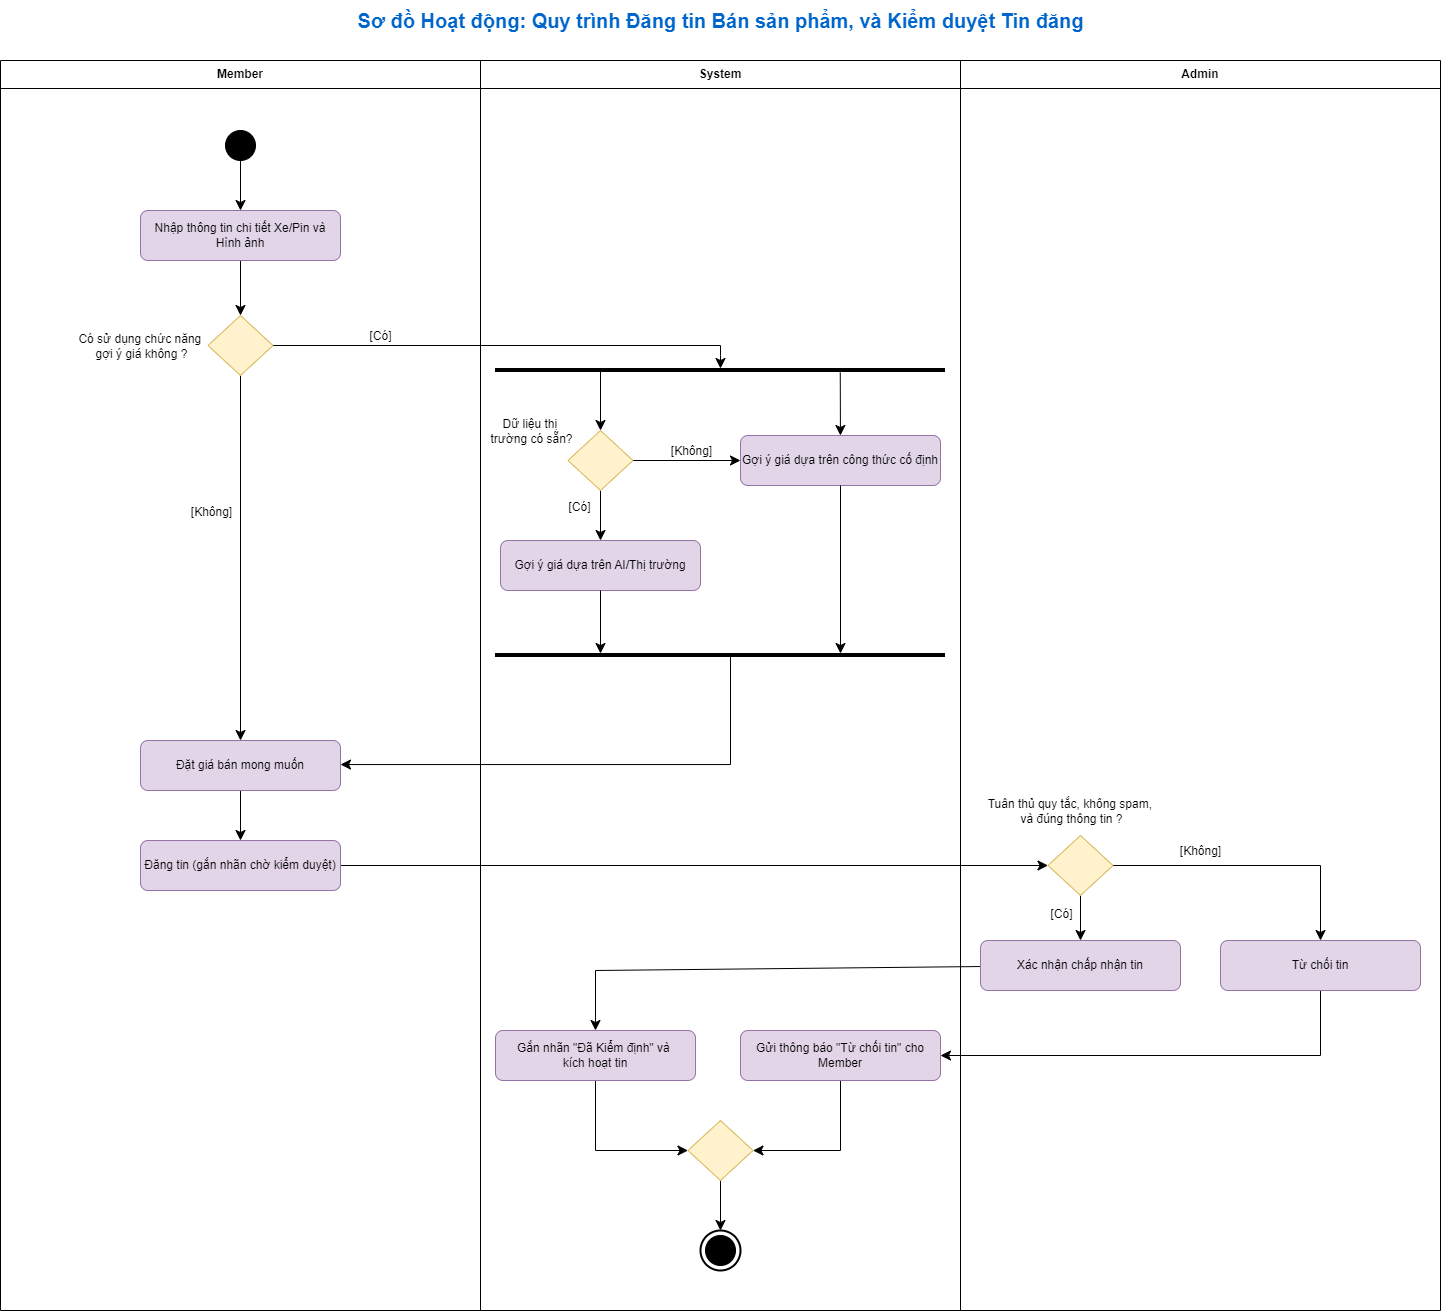 Sơ đồ Hoạt động: Quy trình Đăng tin Bán sản phẩm, và Kiểm duyệt Tin đăng
Member
System
Admin
Nhập thông tin chi tiết Xe/Pin và
Hình ảnh
Có sử dụng chức năng
gợi ý giá không ?
[Có]
Dữ liệu thị
trường có sẵn?
[Không]
Gợi ý giá dựa trên công thức cố định
[Có]
[Không]
Gợi ý giá dựa trên AI/Thị trường
Đặt giá bán mong muốn
Tuân thủ quy tắc, không spam,
và đúng thông tin ?
[Không]
Đăng tin (gắn nhãn chờ kiểm duyệt)
[Có]
Xác nhận chấp nhận tin
Từ chối tin
Gắn nhãn "Đã Kiểm định" và
kích hoạt tin
Gửi thông báo "Từ chối tin" cho
Member